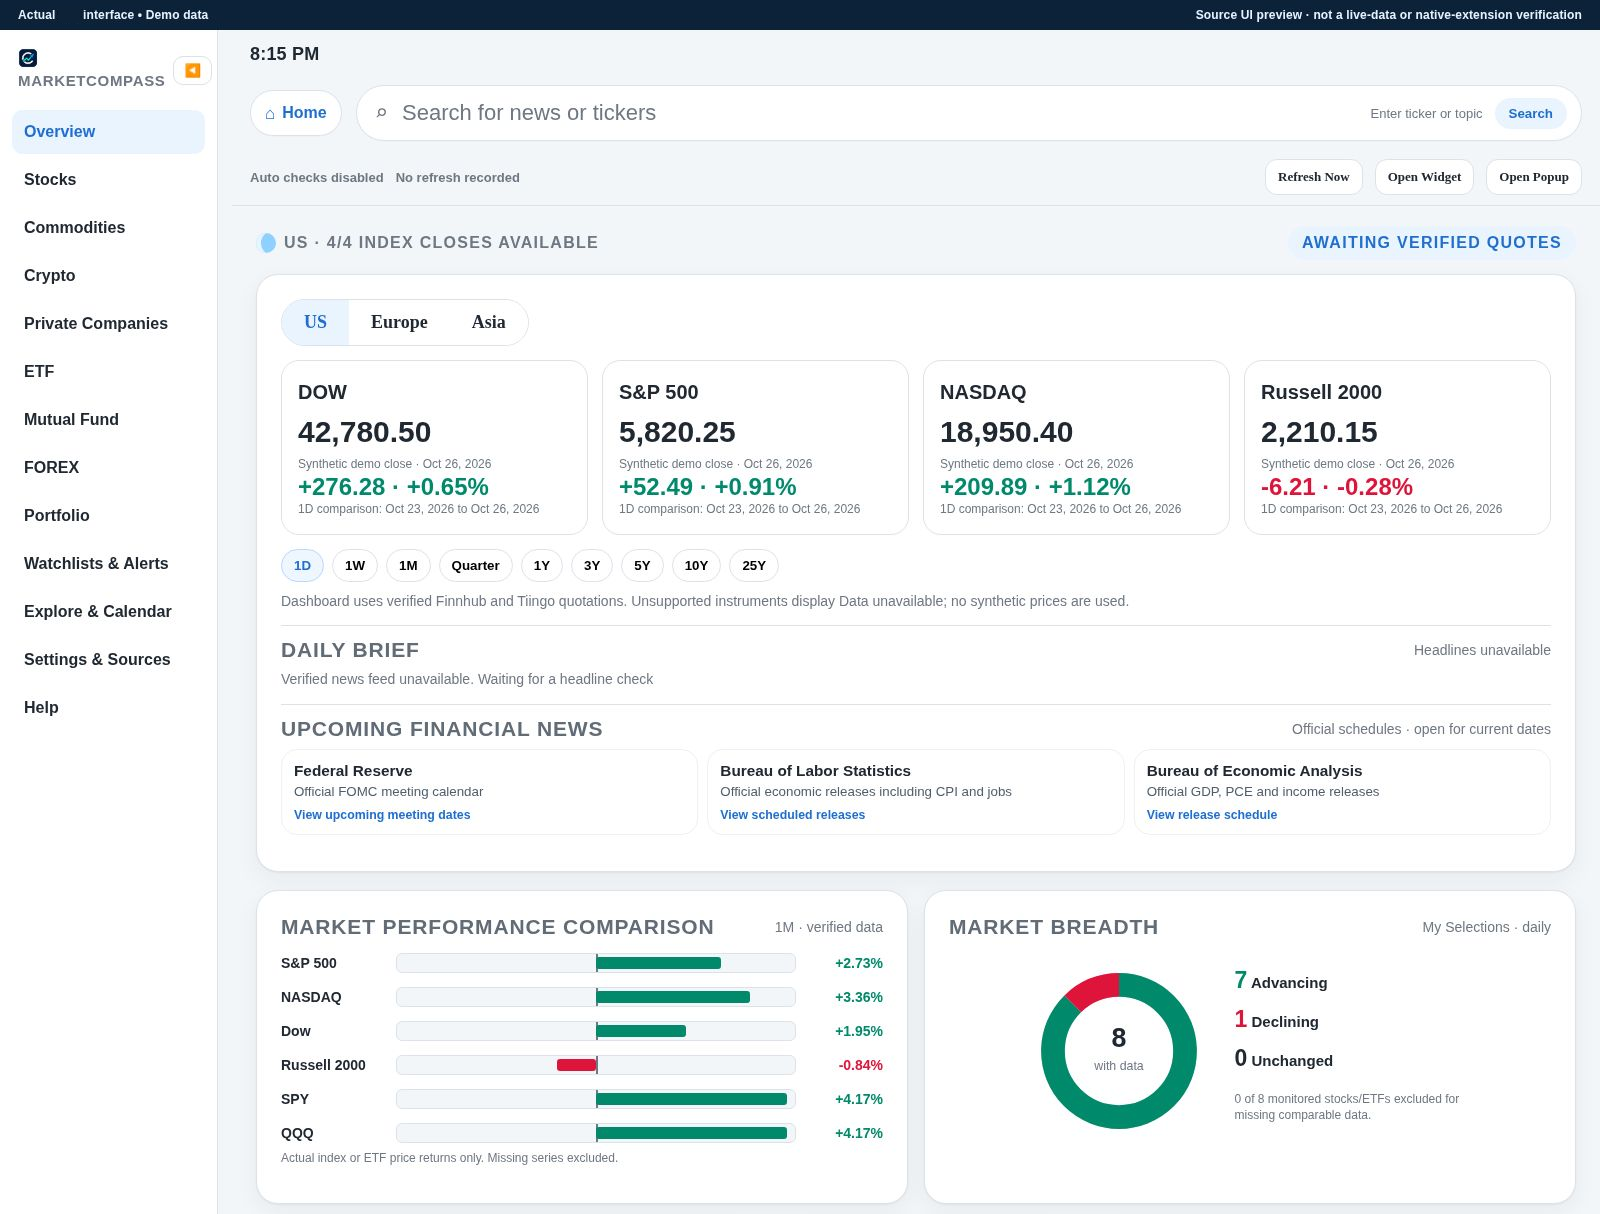 Actual interface • Demo data
Source UI preview · not a live-data or native-extension verification
MARKETCOMPASS
Overview
Stocks
Commodities
Crypto
Private Companies
ETF
Mutual Fund
FOREX
Portfolio
Watchlists & Alerts
Explore & Calendar
Settings & Sources
Help
8:15 PM
Home
Search for news or tickers
Enter ticker or topic
Search
Auto checks disabled No refresh recorded
Refresh Now
Open Widget
Open Popup
US · 4/4 INDEX CLOSES AVAILABLE
AWAITING VERIFIED QUOTES
US
Europe
Asia
DOW
42,780.50
Synthetic demo close · Oct 26, 2026
+276.28 · +0.65%
1D comparison: Oct 23, 2026 to Oct 26, 2026
S&P 500
5,820.25
Synthetic demo close · Oct 26, 2026
+52.49 · +0.91%
1D comparison: Oct 23, 2026 to Oct 26, 2026
NASDAQ
18,950.40
Synthetic demo close · Oct 26, 2026
+209.89 · +1.12%
1D comparison: Oct 23, 2026 to Oct 26, 2026
Russell 2000
2,210.15
Synthetic demo close · Oct 26, 2026
-6.21 · -0.28%
1D comparison: Oct 23, 2026 to Oct 26, 2026
1D
1W
1M
Quarter
1Y
3Y
5Y
10Y
25Y
Dashboard uses verified Finnhub and Tiingo quotations. Unsupported instruments display Data unavailable; no synthetic prices are used.
DAILY BRIEF
Headlines unavailable
Verified news feed unavailable. Waiting for a headline check
UPCOMING FINANCIAL NEWS
Official schedules · open for current dates
Federal Reserve
Official FOMC meeting calendar
View upcoming meeting dates
Bureau of Labor Statistics
Official economic releases including CPI and jobs
View scheduled releases
Bureau of Economic Analysis
Official GDP, PCE and income releases
View release schedule
MARKET PERFORMANCE COMPARISON
1M · verified data
S&P 500 +2.73%
NASDAQ +3.36%
Dow +1.95%
Russell 2000 -0.84%
SPY +4.17%
QQQ +4.17%
Actual index or ETF price returns only. Missing series excluded.
MARKET BREADTH
My Selections · daily
8
with data
7 Advancing
1 Declining
0 Unchanged
0 of 8 monitored stocks/ETFs excluded for
missing comparable data.